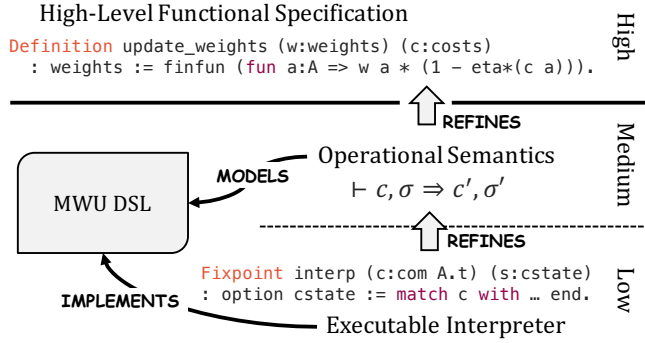 High-Level Functional Specification
Definition update_weights (w:weights) (c:costs)
: weights := finfun (fun a:A => w a * (1 - eta*(c a))).
High
REFINES
Operational Semantics
MODELS
⊢ c, σ ⇒ c′, σ′
MWU DSL
Medium
REFINES
Fixpoint interp (c:com A.t) (s:cstate)
: option cstate := match c with … end.
IMPLEMENTS
Executable Interpreter
Low